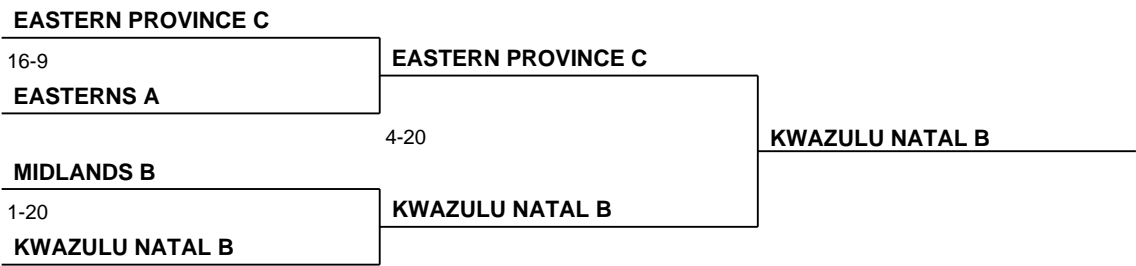 EASTERN PROVINCE C
16-9
EASTERN PROVINCE C
EASTERNS A
4-20
KWAZULU NATAL B
MIDLANDS B
1-20
KWAZULU NATAL B
KWAZULU NATAL B